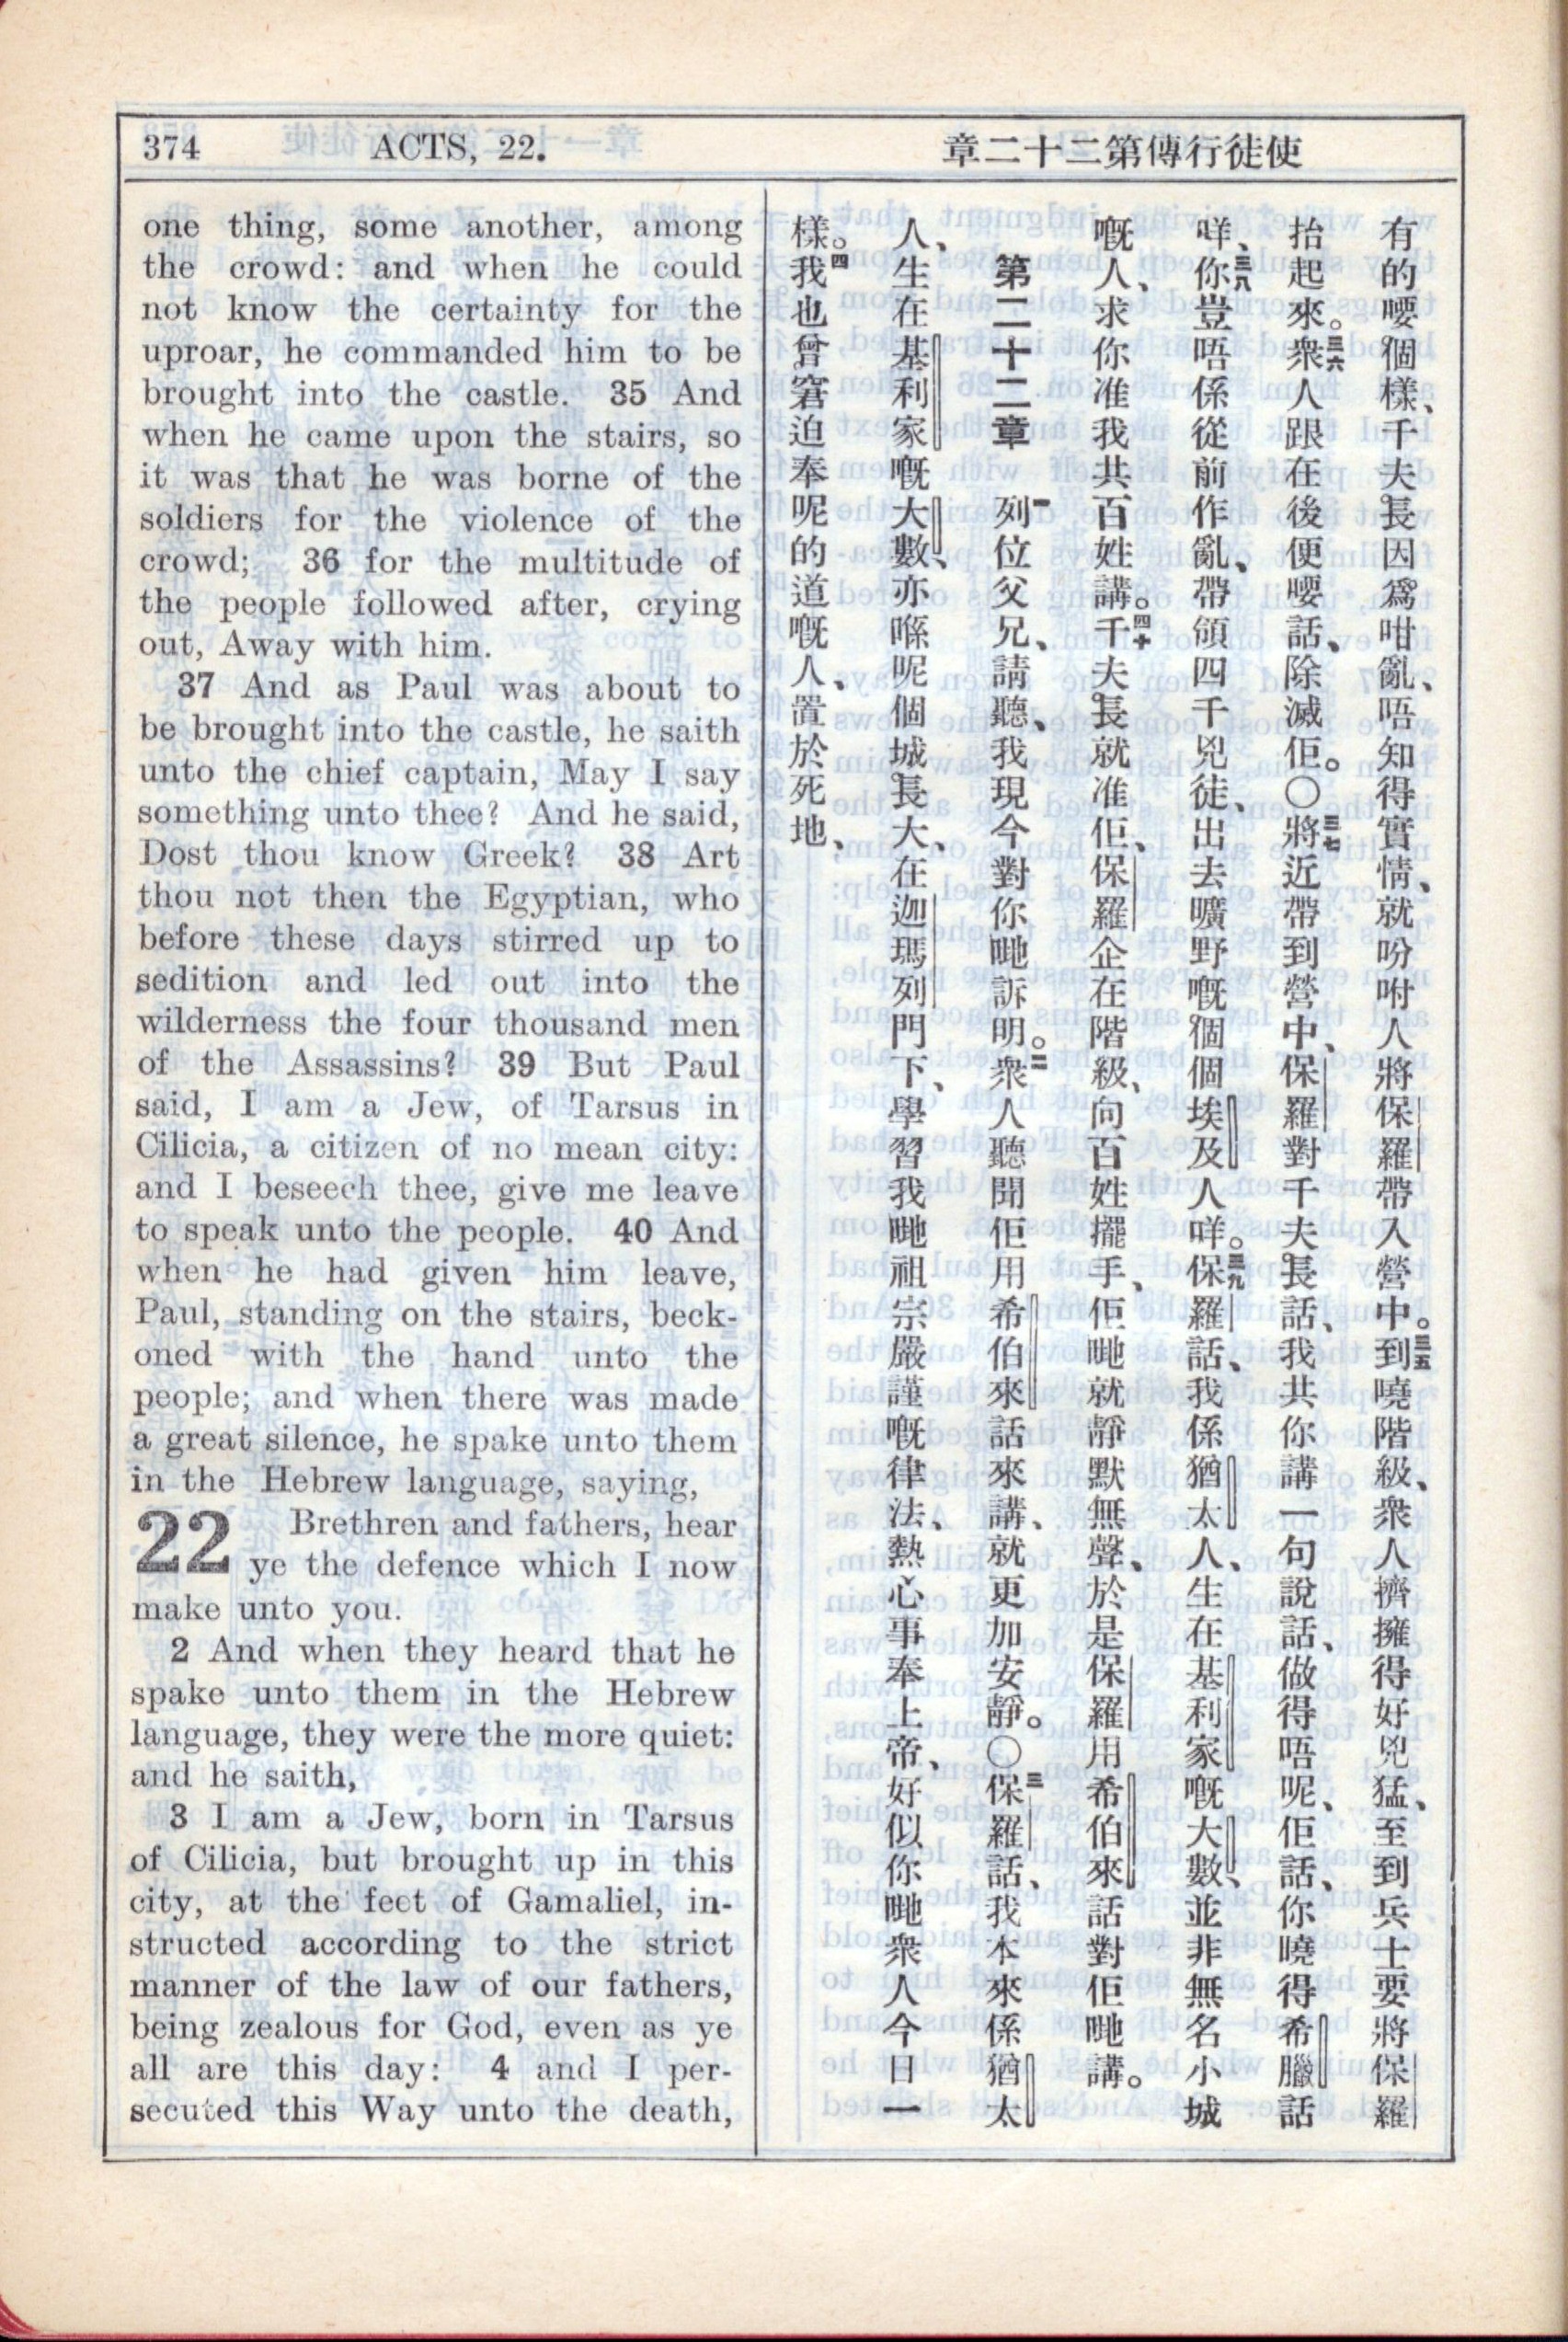 374 ACTS, 22. 章二十二第傳行徒使
one thing, some another, among
the crowd: and when he could
not know the certainty for the
uproar, he commanded him to be
brought into the castle. 35 And
when he came upon the stairs, so
it was that he was borne of the
soldiers for the violence of the
crowd; 36 for the multitude of
the people followed after, crying
out, Away with him.
37 And as Paul was about to
be brought into the castle, he saith
unto the chief captain, May I say
something unto thee? And he said,
Dost thou know Greek? 38 Art
thou not then the Egyptian, who
before these days stirred up to
sedition and led out into the
wilderness the four thousand men
of the Assassins? 39 But Paul
said, I am a Jew, of Tarsus in
Cilicia, a citizen of no mean city:
and I beseech thee, give me leave
to speak unto the people. 40 And
when he had given him leave,
Paul, standing on the stairs, beck-
oned with the hand unto the
people; and when there was made
a great silence, he spake unto them
in the Hebrew language, saying,
22 Brethren and fathers, hear
ye the defence which I now
make unto you.
2 And when they heard that he
spake unto them in the Hebrew
language, they were the more quiet:
and he saith,
3 I am a Jew, born in Tarsus
of Cilicia, but brought up in this
city, at the feet of Gamaliel, in-
structed according to the strict
manner of the law of our fathers,
being zealous for God, even as ye
all are this day: 4 and I per-
secuted this Way unto the death,
有的嘤個樣、千夫長因爲咁亂、唔知得實情、就吩咐人將保羅帶入營中。三五到嘵階級、衆人擠擁得好兇猛、至到兵士要將保羅
抬起來。三六衆人跟在後便嘤話、除滅佢。〇三七將近帶到營中、保羅對千夫長話、我共你講一句說話、做得唔呢、佢話、你曉得希臘話
咩、三九你豈唔係從前作亂、帶領四千兇徒、出去曠野嘅個個埃及人咩。三九保羅話、我係猶太人、生在基利家嘅大數、並非無名小城
嘅人、求你准我共百姓講。四十千夫長就准佢、保羅企在階級、向百姓擺手、佢哋就靜默無聲、於是保羅用希伯來話對佢哋講。
第二十二章 一列位父兄、請聽、我現今對你哋訴明。二衆人聽聞佢用希伯來話來講、就更加安靜。〇三保羅話、我本來係猶太
人、生在基利家嘅大數、亦喺呢個城長大、在迦瑪列門下、學習我哋祖宗嚴謹嘅律法、熱心事奉上帝、好似你哋衆人今日一
樣。四我也曾窘迫奉呢的道嘅人、置於死地、